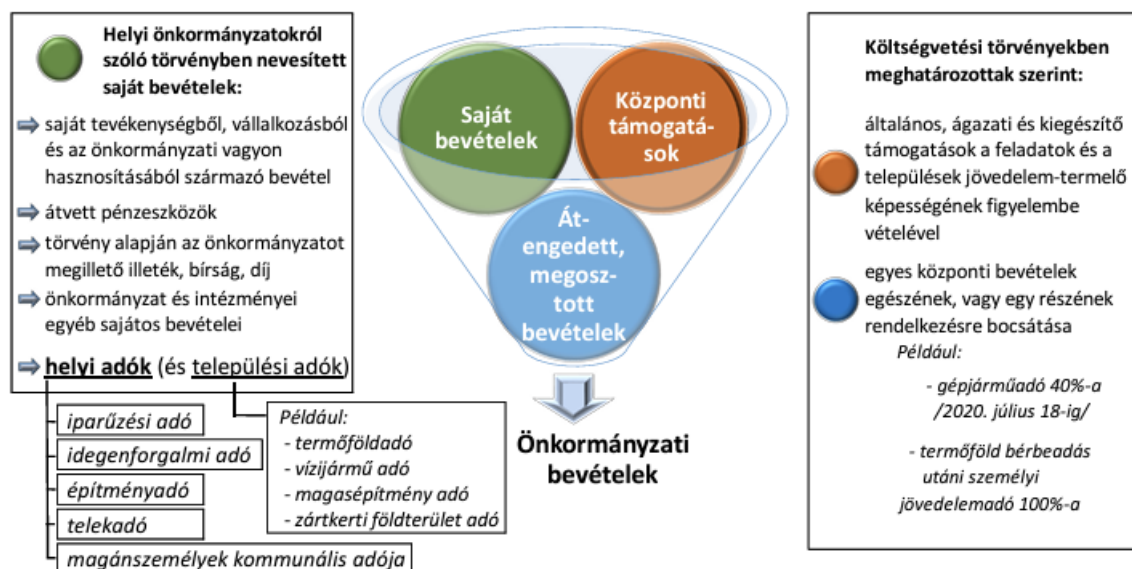 Helyi önkormányzatokról
szóló törvényben nevesített
saját bevételek:
saját tevékenységből, vállalkozásból
és az önkormányzati vagyon
hasznosításából származó bevétel
átvett pénzeszközök
törvény alapján az önkormányzatot
megillető illeték, bírság, díj
önkormányzat és intézményei
egyéb sajátos bevételei
helyi adók (és települési adók)
iparűzési adó
idegenforgalmi adó
építményadó
telekadó
magánszemélyek kommunális adója
Például:
- termőföldadó
- vízijármű adó
- magasépítmény adó
- zártkerti földterület adó
Saját
bevételek
Központi
támogatá-
sok
Át-
engedett,
megosz-
tott
bevételek
Önkormányzati
bevételek
Költségvetési törvényekben
meghatározottak szerint:
általános, ágazati és kiegészítő
támogatások a feladatok és a
települések jövedelem-termelő
képességének figyelembe
vételével
egyes központi bevételek
egészének, vagy egy részének
rendelkezésre bocsátása
Például:
- gépjárműadó 40%-a
/2020. július 18-ig/
- termőföld bérbeadás
utáni személyi
jövedelemadó 100%-a